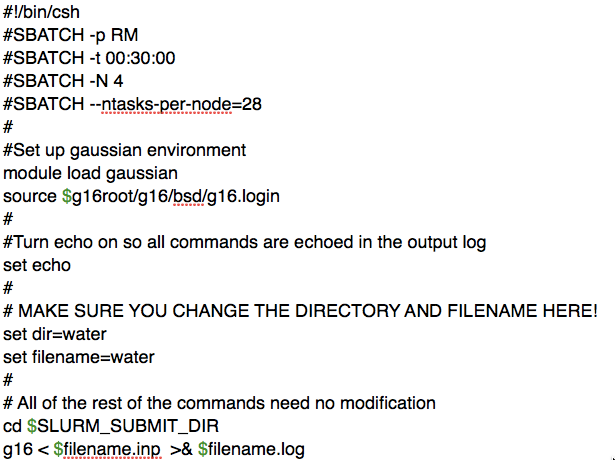 #!/bin/csh
#SBATCH -p RM
#SBATCH -t 00:30:00
#SBATCH -N 4
#SBATCH --ntasks-per-node=28
#
#Set up gaussian environment
module load gaussian
source $g16root/g16/bsd/g16.login
#
#Turn echo on so all commands are echoed in the output log
set echo
#
# MAKE SURE YOU CHANGE THE DIRECTORY AND FILENAME HERE!
set dir=water
set filename=water
#
# All of the rest of the commands need no modification
cd $SLURM_SUBMIT_DIR
g16 < $filename.inp  >& $filename.log